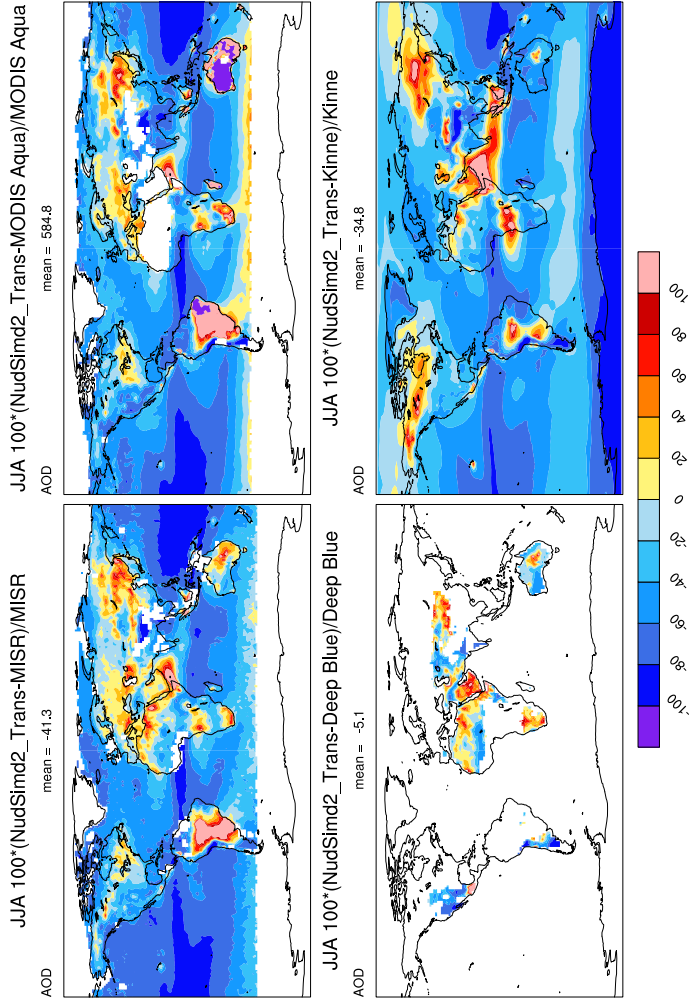 JJA 100*(NudSimd2_Trans-MISR)/MISR
AOD
mean = -41.3
JJA 100*(NudSimd2_Trans-MODIS Aqua)/MODIS Aqua
AOD
mean = 584.8
JJA 100*(NudSimd2_Trans-Deep Blue)/Deep Blue
AOD
mean = -5.1
JJA 100*(NudSimd2_Trans-Kinne)/Kinne
AOD
mean = -34.8
-100 -80 -60 -40 -20 0 20 40 60 80 100